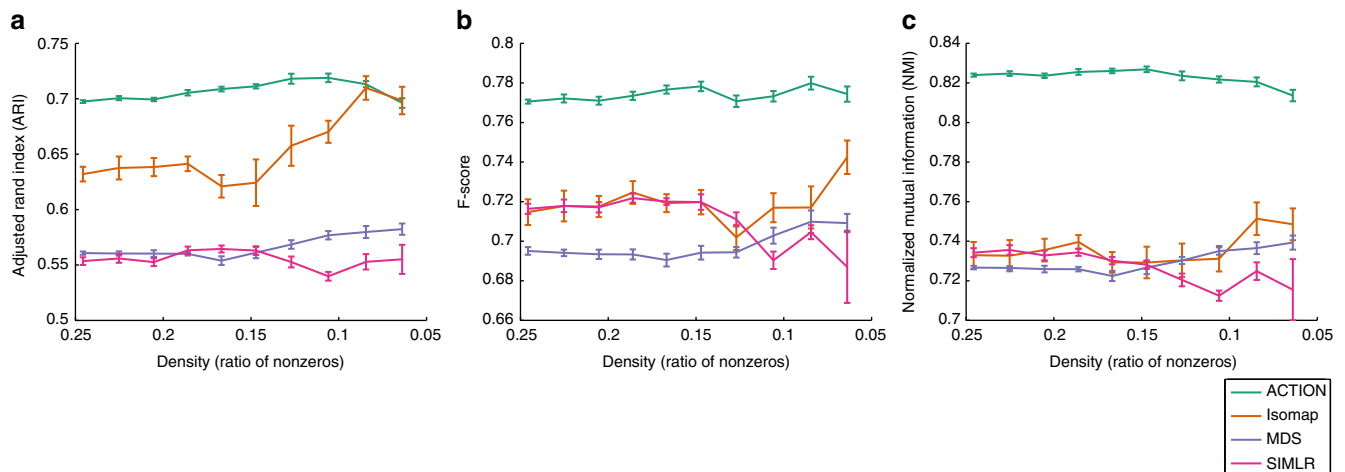 a
0.75
0.7
0.65
0.6
0.55
0.5
0.25
0.2
0.15
0.1
0.05
Adjusted rand index (ARI)
Density (ratio of nonzeros)
b
0.8
0.78
0.76
0.74
0.72
0.7
0.68
0.66
0.25
0.2
0.15
0.1
0.05
F-score
Density (ratio of nonzeros)
c
0.84
0.82
0.8
0.78
0.76
0.74
0.72
0.7
0.25
0.2
0.15
0.1
0.05
Normalized mutual information (NMI)
Density (ratio of nonzeros)
ACTION
Isomap
MDS
SIMLR